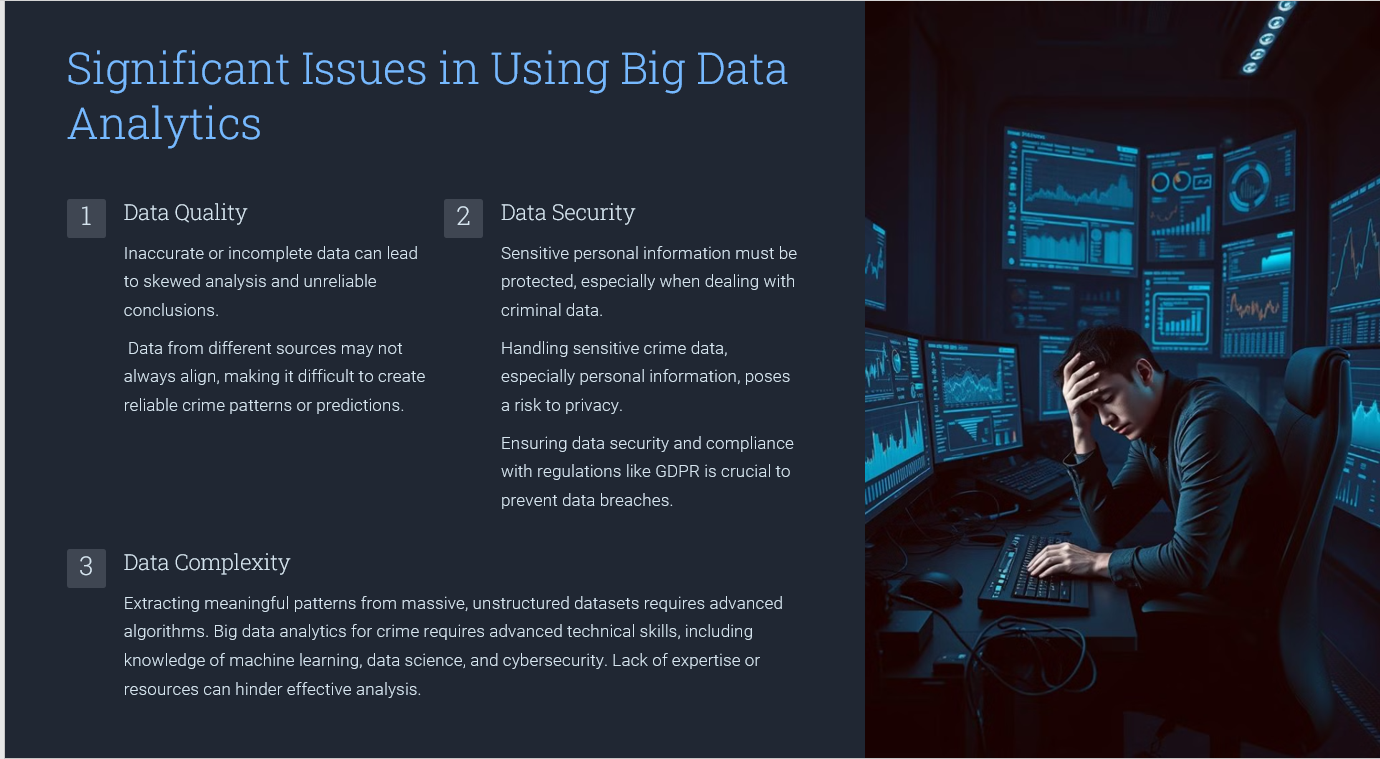 Significant Issues in Using Big Data
Analytics
1
Data Quality
Inaccurate or incomplete data can lead
to skewed analysis and unreliable
conclusions.
Data from different sources may not
always align, making it difficult to create
reliable crime patterns or predictions.
2
Data Security
Sensitive personal information must be
protected, especially when dealing with
criminal data.
Handling sensitive crime data,
especially personal information, poses
a risk to privacy.
Ensuring data security and compliance
with regulations like GDPR is crucial to
prevent data breaches.
3
Data Complexity
Extracting meaningful patterns from massive, unstructured datasets requires advanced
algorithms. Big data analytics for crime requires advanced technical skills, including
knowledge of machine learning, data science, and cybersecurity. Lack of expertise or
resources can hinder effective analysis.